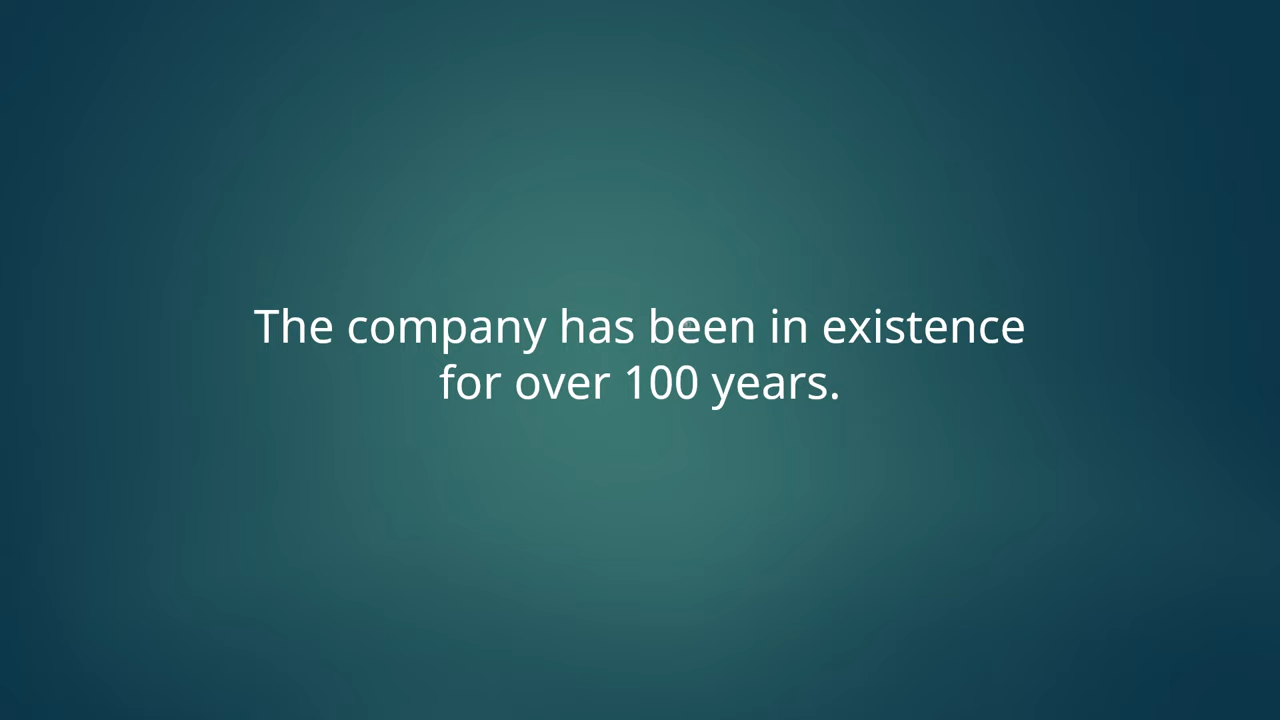 The company has been in existence
for over 100 years.